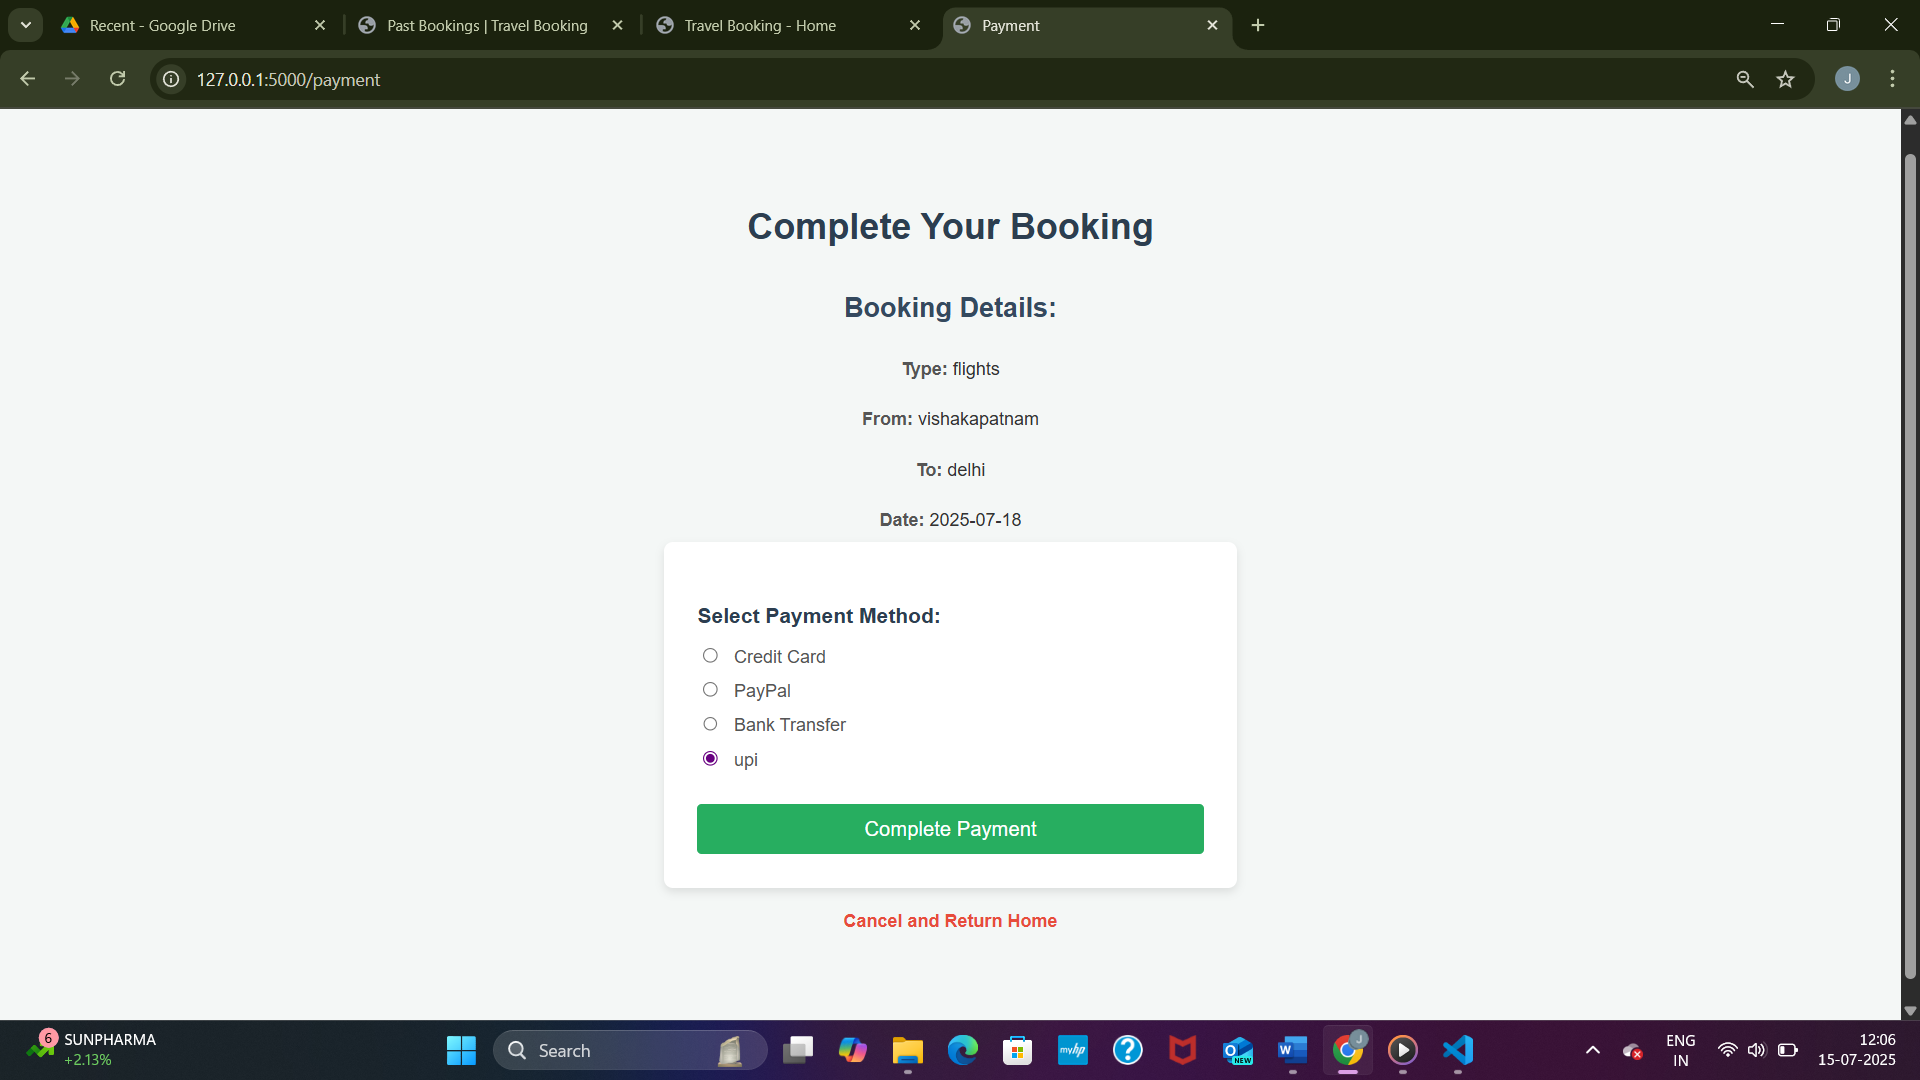 Recent - Google Drive
Past Bookings | Travel Booking
Travel Booking - Home
Payment
127.0.0.1:5000/payment
J
Complete Your Booking
Booking Details:
Type: flights
From: vishakapatnam
To: delhi
Date: 2025-07-18
Select Payment Method:
Credit Card
PayPal
Bank Transfer
upi
Complete Payment
Cancel and Return Home
6
SUNPHARMA
+2.13%
Search
myhp
NEW
W
J
ENG
IN
12:06
15-07-2025